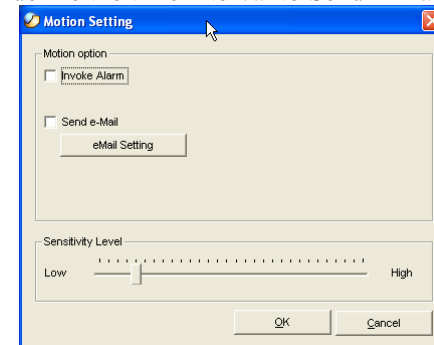 Motion Setting
Motion option
Invoke Alarm
Send e-Mail
eMail Setting
Sensitivity Level
Low
High
OK
Cancel